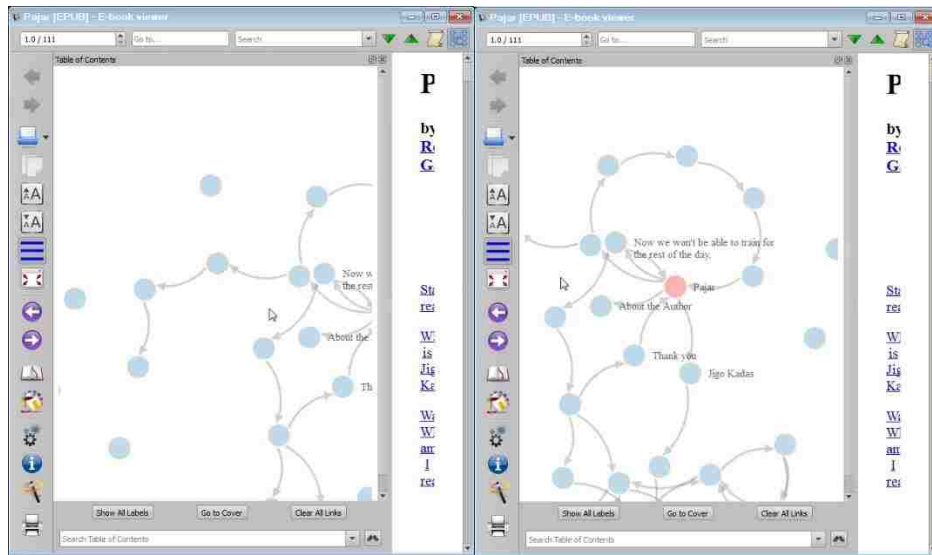 Pajar [EPUB] - E-book viewer
1.0 / 111
Go to...
Search
Table of Contents
P
by
Now w
the rest
About the
Th
Show All Labels
Go to Cover
Clear All Links
Search Table of Contents
Pajar [EPUB] - E-book viewer
1.0 / 111
Go to...
Search
Table of Contents
P
by
Now we won't be able to train for
the rest of the day.
Pajar
About the Author
Thank you
Jigo Kadas
Show All Labels
Go to Cover
Clear All Links
Search Table of Contents